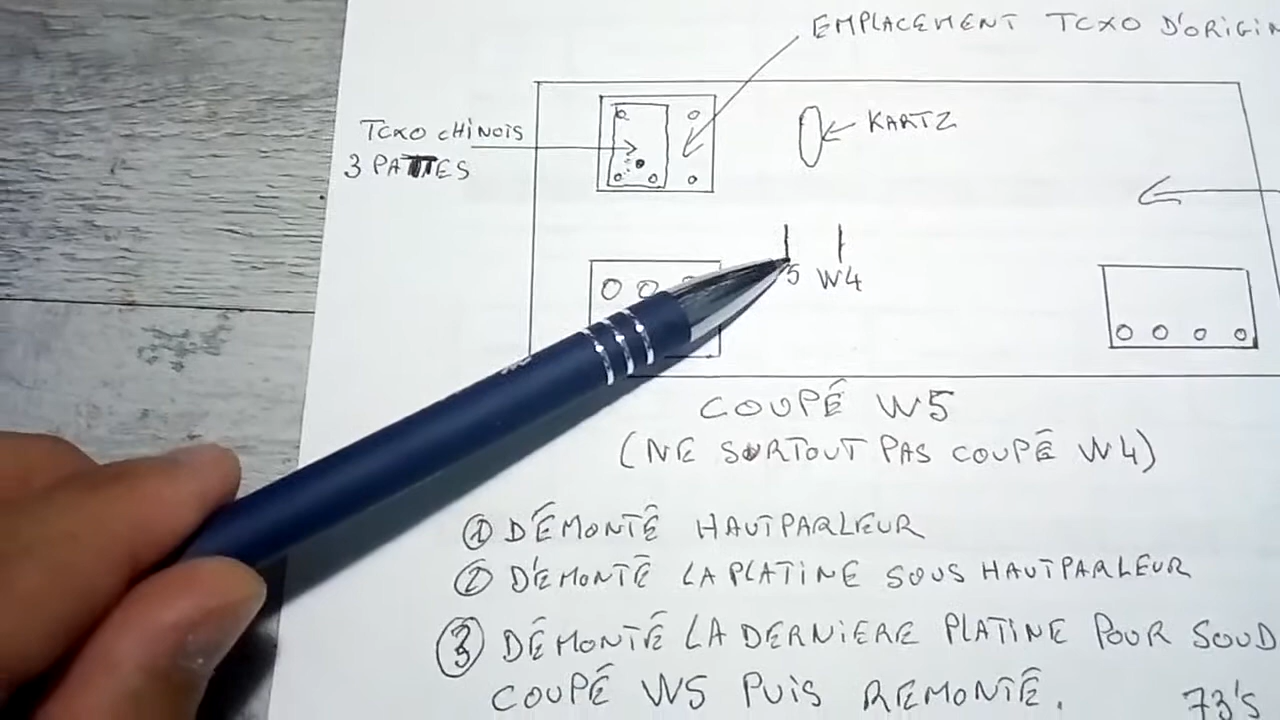 EMPLACEMENT TCXO D'ORIGIN
TCXO CHINOIS
3 PATTES
KARTZ
5 W4
COUPÉ W5
(NE SURTOUT PAS COUPÉ W4)
① DÉMONTÉ HAUTPARLEUR
② DÉMONTÉ LA PLATINE SOUS HAUTPARLEUR
③ DÉMONTÉ LA DERNIERE PLATINE POUR SOUD
COUPÉ W5 PUIS REMONTÉ.
73'S